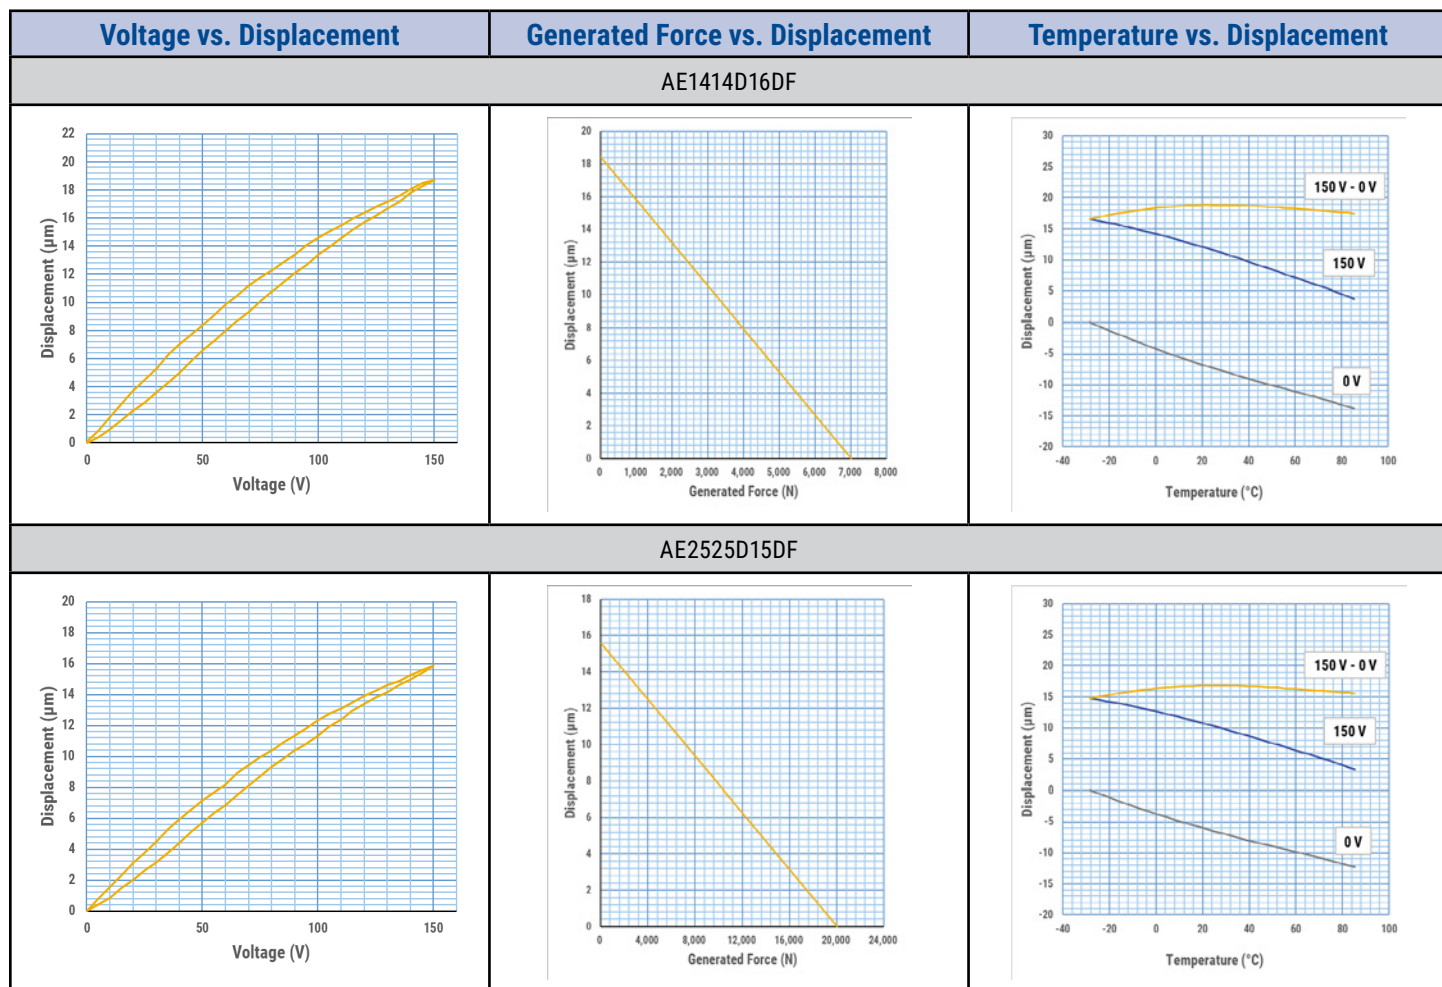 Voltage vs. Displacement
Generated Force vs. Displacement
Temperature vs. Displacement
AE1414D16DF
22
20
18
16
14
12
10
8
6
4
2
0
Displacement (µm)
0 50 100 150
Voltage (V)
20
18
16
14
12
10
8
6
4
2
0
Displacement (µm)
0 1,000 2,000 3,000 4,000 5,000 6,000 7,000 8,000
Generated Force (N)
30
25
20
15
10
5
0
-5
-10
-15
-20
Displacement (µm)
150 V - 0 V
150 V
0 V
-40 -20 0 20 40 60 80 100
Temperature (°C)
AE2525D15DF
20
18
16
14
12
10
8
6
4
2
0
Displacement (µm)
0 50 100 150
Voltage (V)
18
16
14
12
10
8
6
4
2
0
Displacement (µm)
0 4,000 8,000 12,000 16,000 20,000 24,000
Generated Force (N)
30
25
20
15
10
5
0
-5
-10
-15
-20
Displacement (µm)
150 V - 0 V
150 V
0 V
-40 -20 0 20 40 60 80 100
Temperature (°C)